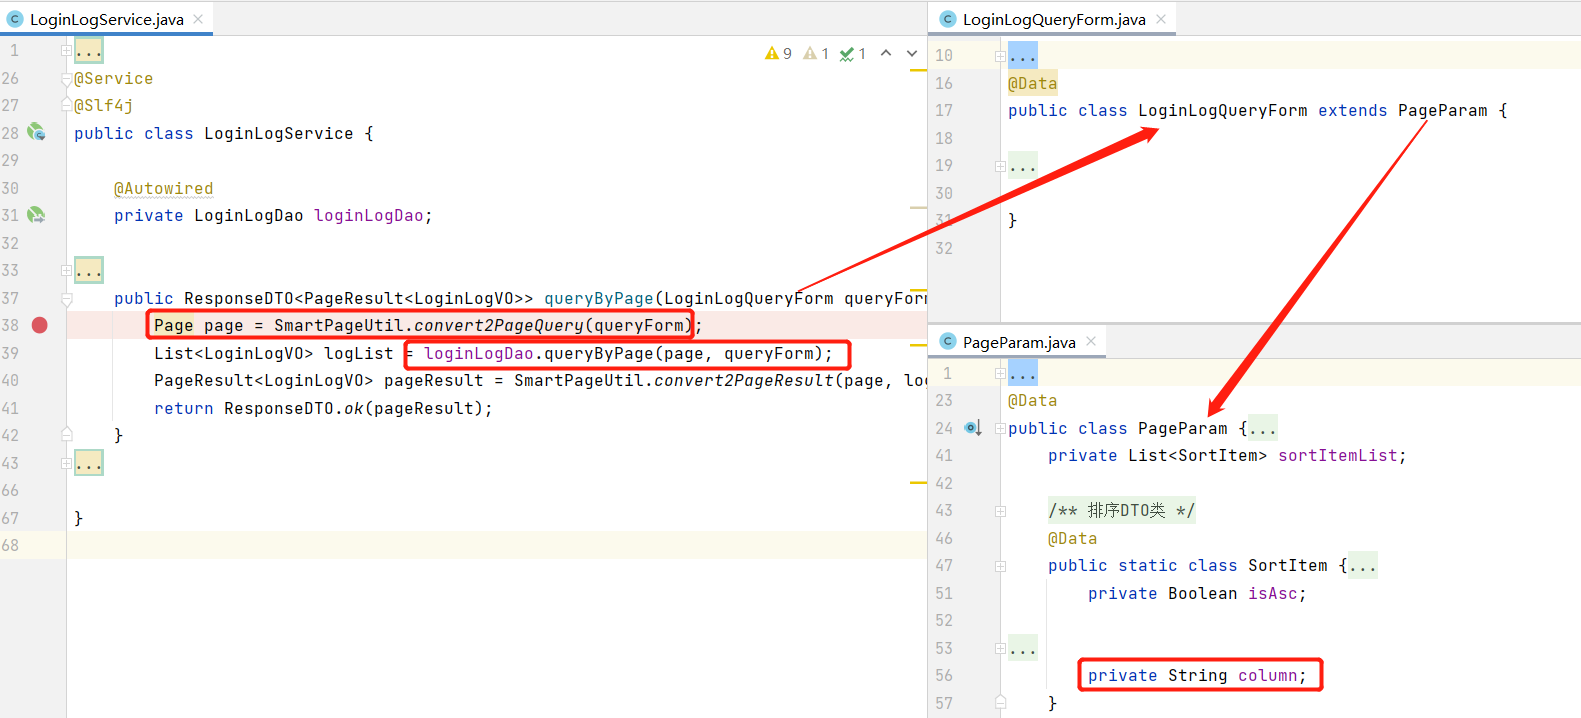 LoginLogService.java
9 1 1
1 ...
26 @Service
27 @Slf4j
28 public class LoginLogService {
29
30 @Autowired
31 private LoginLogDao loginLogDao;
32
33 ...
37 public ResponseDTO<PageResult<LoginLogVO>> queryByPage(LoginLogQueryForm queryForm
38 Page page = SmartPageUtil.convert2PageQuery(queryForm);
39 List<LoginLogVO> logList = loginLogDao.queryByPage(page, queryForm);
40 PageResult<LoginLogVO> pageResult = SmartPageUtil.convert2PageResult(page, lo
41 return ResponseDTO.ok(pageResult);
42 }
43 ...
66
67 }
68
LoginLogQueryForm.java
10 ...
16 @Data
17 public class LoginLogQueryForm extends PageParam {
18
19 ...
30
31 }
32
PageParam.java
1 ...
23 @Data
24 public class PageParam {...
41 private List<SortItem> sortItemList;
42
43 /** 排序DTO类 */
46 @Data
47 public static class SortItem {...
51 private Boolean isAsc;
52
53 ...
56 private String column;
57 }